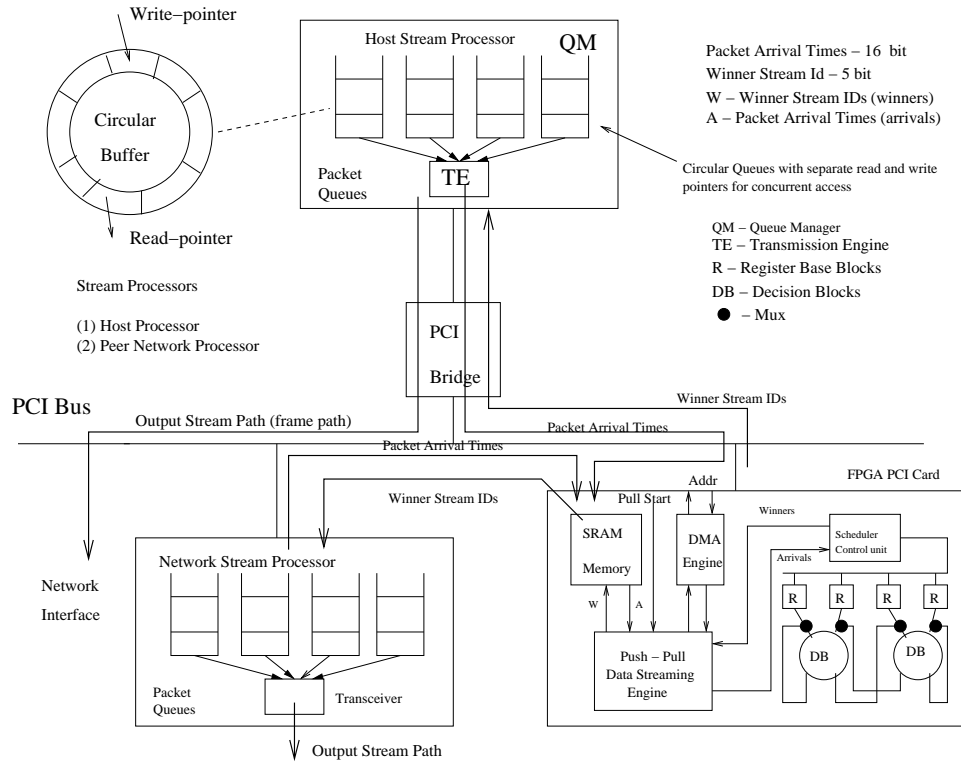 Write−pointer
Circular
Buffer
Read−pointer
Stream Processors
(1) Host Processor
(2) Peer Network Processor
Host Stream Processor
QM
Packet
Queues
TE
Packet Arrival Times − 16 bit
Winner Stream Id − 5 bit
W − Winner Stream IDs (winners)
A − Packet Arrival Times (arrivals)
Circular Queues with separate read and write
pointers for concurrent access
QM − Queue Manager
TE − Transmission Engine
R − Register Base Blocks
DB − Decision Blocks
− Mux
PCI
Bridge
PCI Bus
Output Stream Path (frame path)
Winner Stream IDs
Packet Arrival Times
Packet Arrival Times
Winner Stream IDs
Network
Interface
Network Stream Processor
Packet
Queues
Transceiver
Output Stream Path
FPGA PCI Card
Pull Start
Addr
SRAM
Memory
DMA
Engine
Winners
Arrivals
Scheduler
Control unit
W
A
R
R
R
R
DB
DB
Push − Pull
Data Streaming
Engine